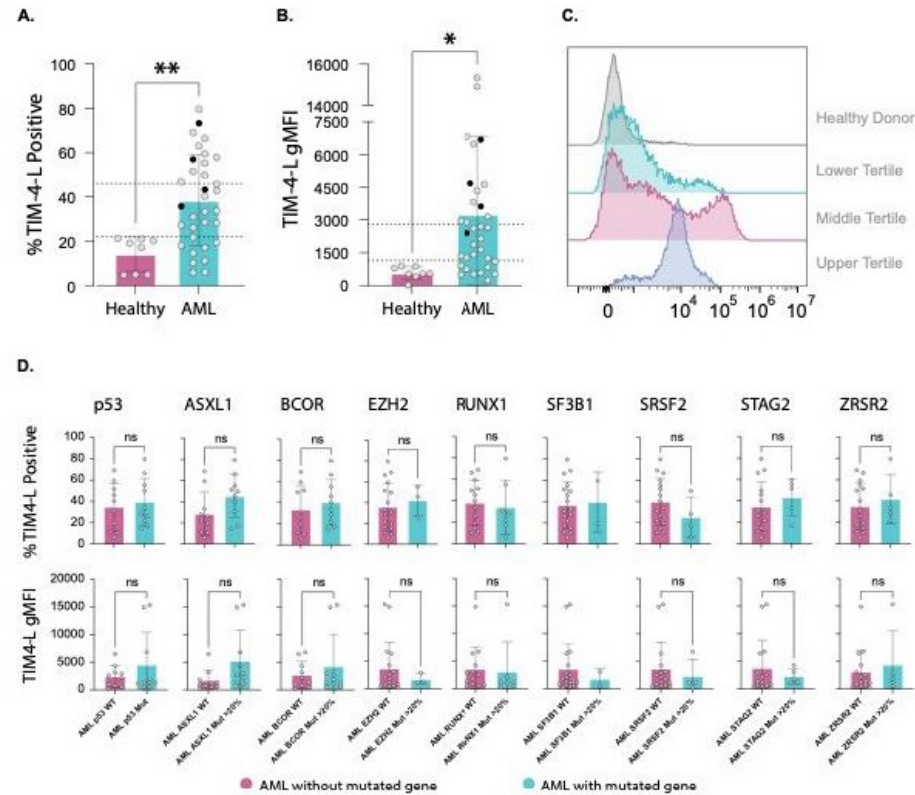 A.
% TIM-4-L Positive
100
80
60
40
20
0
**
Healthy
AML
B.
TIM-4-L gMFI
16000
14000
7500
6000
4500
3000
1500
0
*
Healthy
AML
C.
Healthy Donor
Lower Tertile
Middle Tertile
Upper Tertile
0 10^4 10^5 10^6 10^7
D.
p53 ASXL1 BCOR EZH2 RUNX1 SF3B1 SRSF2 STAG2 ZRSR2
%TIM4-L Positive
100
80
60
40
20
0
ns ns ns ns ns ns ns ns
TIM4-L gMFI
20000
15000
10000
5000
0
ns ns ns ns ns ns ns ns
AML p53 WT
AML p53 Mut
AML ASXL1 WT
AML ASXL1 Mut >20%
AML BCOR WT
AML BCOR Mut >20%
AML EZH2 WT
AML EZH2 Mut >20%
AML RUNX1 WT
AML RUNX1 Mut >20%
AML SF3B1 WT
AML SF3B1 Mut >20%
AML SRSF2 WT
AML SRSF2 Mut >20%
AML STAG2 WT
AML STAG2 Mut >20%
AML ZRSR2 WT
AML ZRSR2 Mut >20%
AML without mutated gene
AML with mutated gene